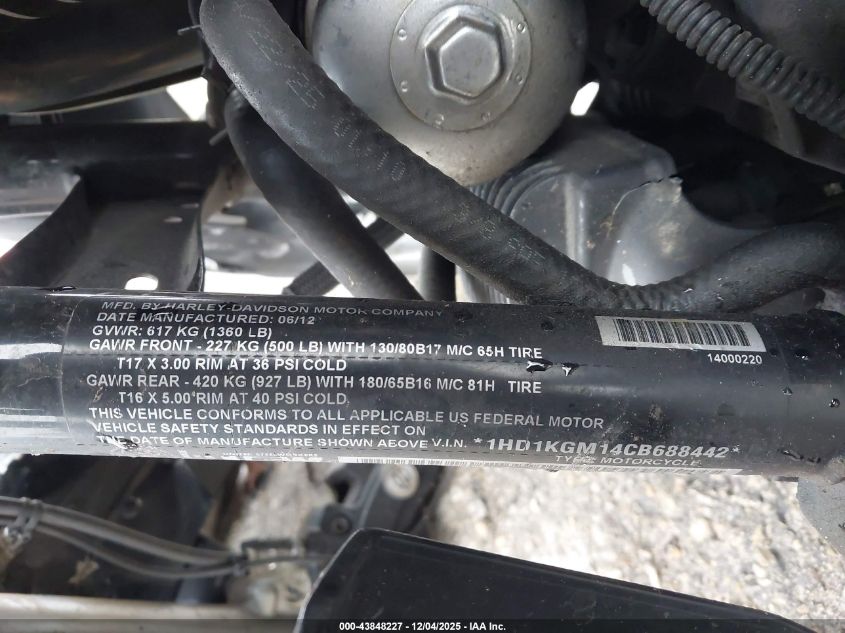 MFD. BY HARLEY-DAVIDSON MOTOR COMPANY
DATE MANUFACTURED: 06/12
GVWR: 617 KG (1360 LB)
GAWR FRONT - 227 KG (500 LB) WITH 130/80B17 M/C 65H TIRE
T17 X 3.00 RIM AT 36 PSI COLD
GAWR REAR - 420 KG (927 LB) WITH 180/65B16 M/C 81H TIRE
T16 X 5.00 RIM AT 40 PSI COLD
THIS VEHICLE CONFORMS TO ALL APPLICABLE US FEDERAL MOTOR
VEHICLE SAFETY STANDARDS IN EFFECT ON
THE DATE OF MANUFACTURE SHOWN ABOVE V.I.N. *1HD1KGM14CB688442*
TYPE: MOTORCYCLE
14000220
000-43848227 - 12/04/2025 - IAA Inc.